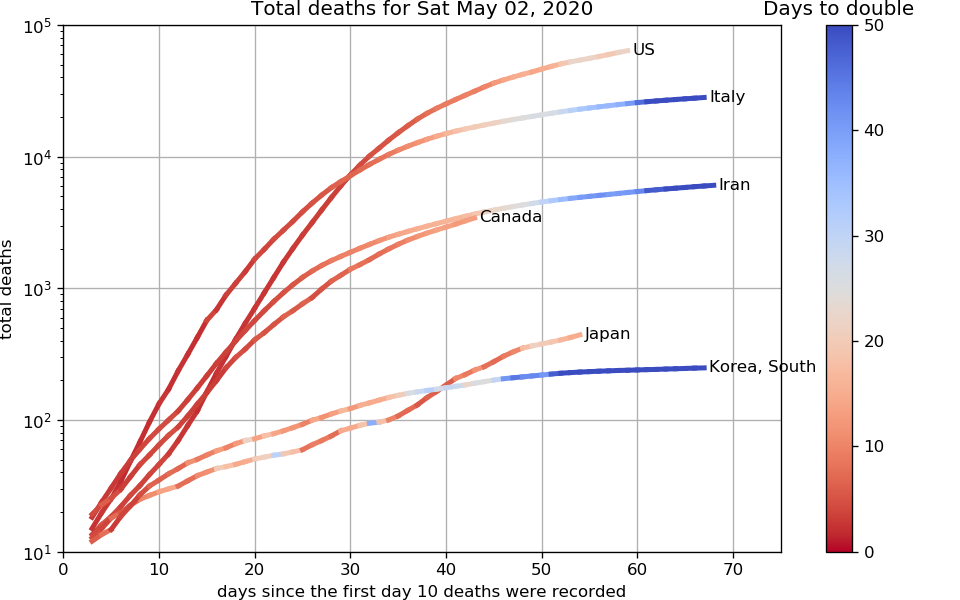 Total deaths for Sat May 02, 2020
Days to double
10^5
10^4
10^3
10^2
10^1
total deaths
US
Italy
Iran
Canada
Japan
Korea, South
0 10 20 30 40 50 60 70
days since the first day 10 deaths were recorded
50
40
30
20
10
0